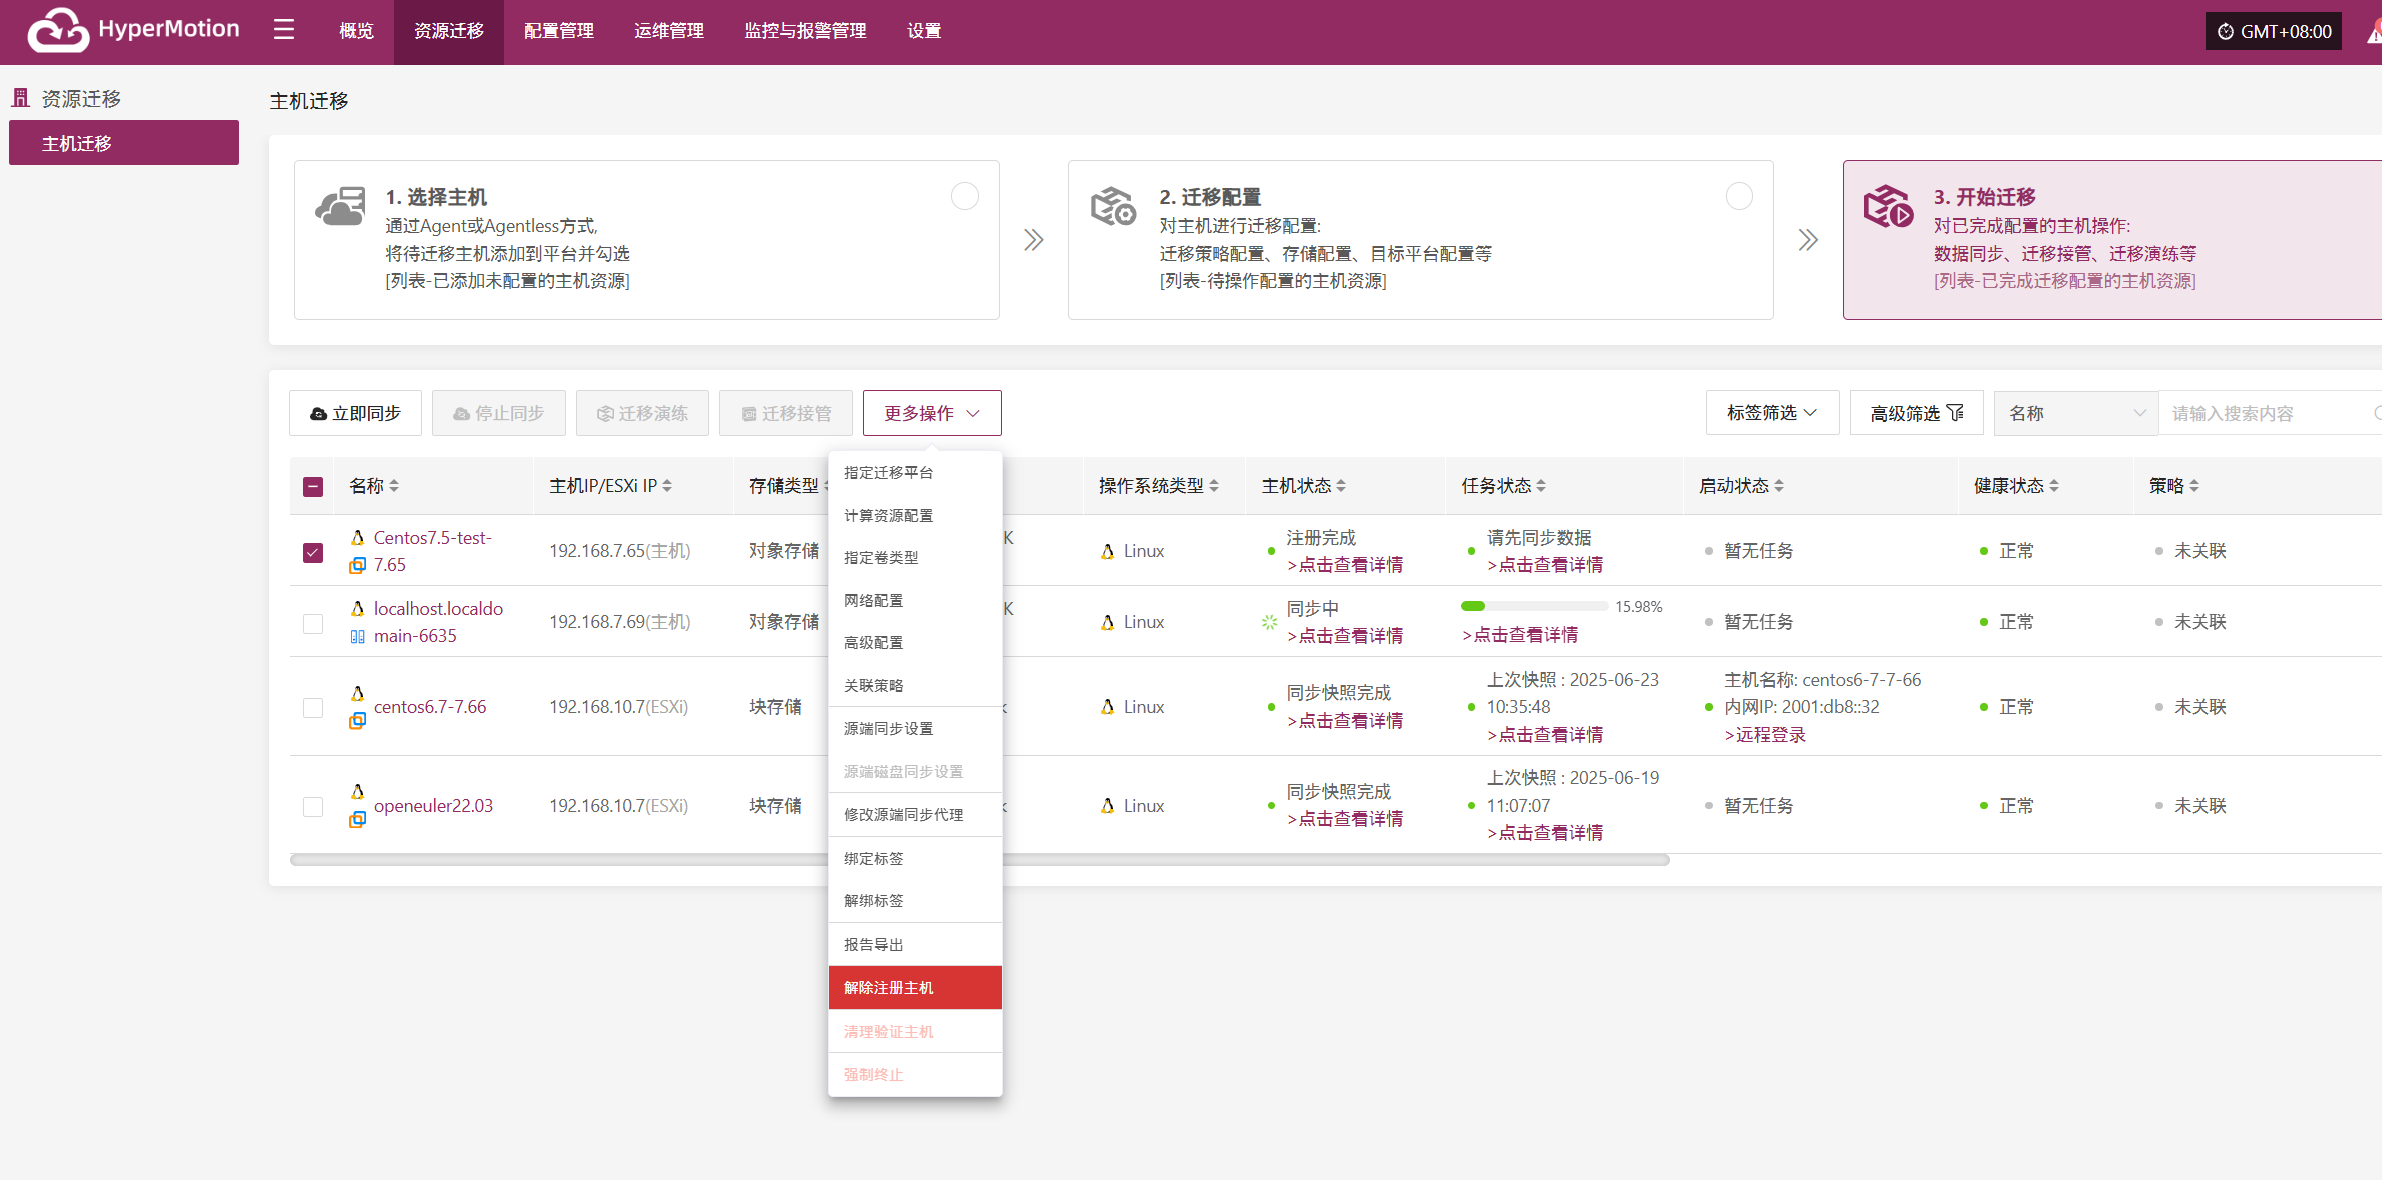 HyperMotion
概览
资源迁移
配置管理
运维管理
监控与报警管理
设置
GMT+08:00
资源迁移
主机迁移
主机迁移
1. 选择主机
通过Agent或Agentless方式,
将待迁移主机添加到平台并勾选
[列表-已添加未配置的主机资源]
2. 迁移配置
对主机进行迁移配置:
迁移策略配置、存储配置、目标平台配置等
[列表-待操作配置的主机资源]
3. 开始迁移
对已完成配置的主机操作:
数据同步、迁移接管、迁移演练等
[列表-已完成迁移配置的主机资源]
立即同步
停止同步
迁移演练
迁移接管
更多操作
标签筛选
高级筛选
名称
请输入搜索内容
名称
主机IP/ESXi IP
存储类型
操作系统类型
主机状态
任务状态
启动状态
健康状态
策略
Centos7.5-test-
7.65
192.168.7.65(主机)
对象存储
K
Linux
注册完成
>点击查看详情
请先同步数据
>点击查看详情
暂无任务
正常
未关联
localhost.localdo
main-6635
192.168.7.69(主机)
对象存储
K
Linux
同步中
>点击查看详情
15.98%
>点击查看详情
暂无任务
正常
未关联
centos6.7-7.66
192.168.10.7(ESXi)
块存储
Linux
同步快照完成
>点击查看详情
上次快照 : 2025-06-23
10:35:48
>点击查看详情
主机名称: centos6-7-7-66
内网IP: 2001:db8::32
>远程登录
正常
未关联
openeuler22.03
192.168.10.7(ESXi)
块存储
Linux
同步快照完成
>点击查看详情
上次快照 : 2025-06-19
11:07:07
>点击查看详情
暂无任务
正常
未关联
指定迁移平台
计算资源配置
指定卷类型
网络配置
高级配置
关联策略
源端同步设置
源端磁盘同步设置
修改源端同步代理
绑定标签
解绑标签
报告导出
解除注册主机
清理验证主机
强制终止